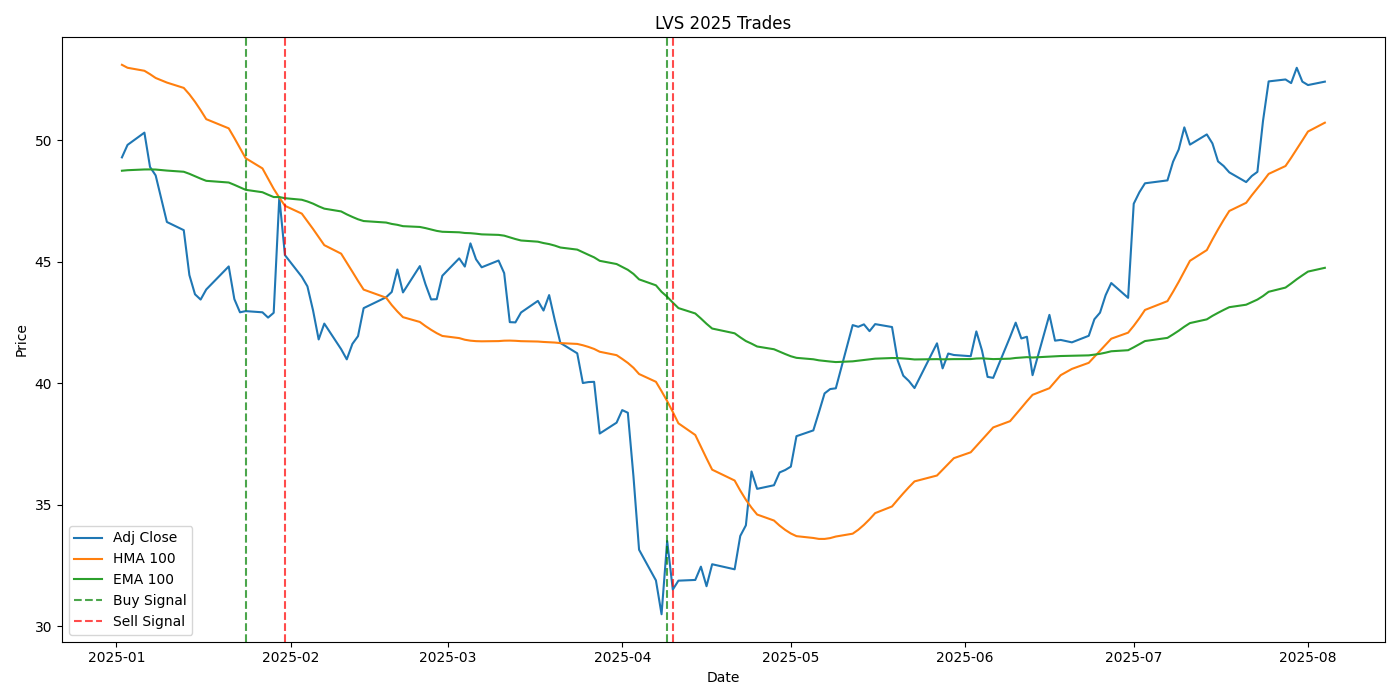 LVS 2025 Trades
Price
50
45
40
35
30
Adj Close
HMA 100
EMA 100
Buy Signal
Sell Signal
2025-01 2025-02 2025-03 2025-04 2025-05 2025-06 2025-07 2025-08
Date